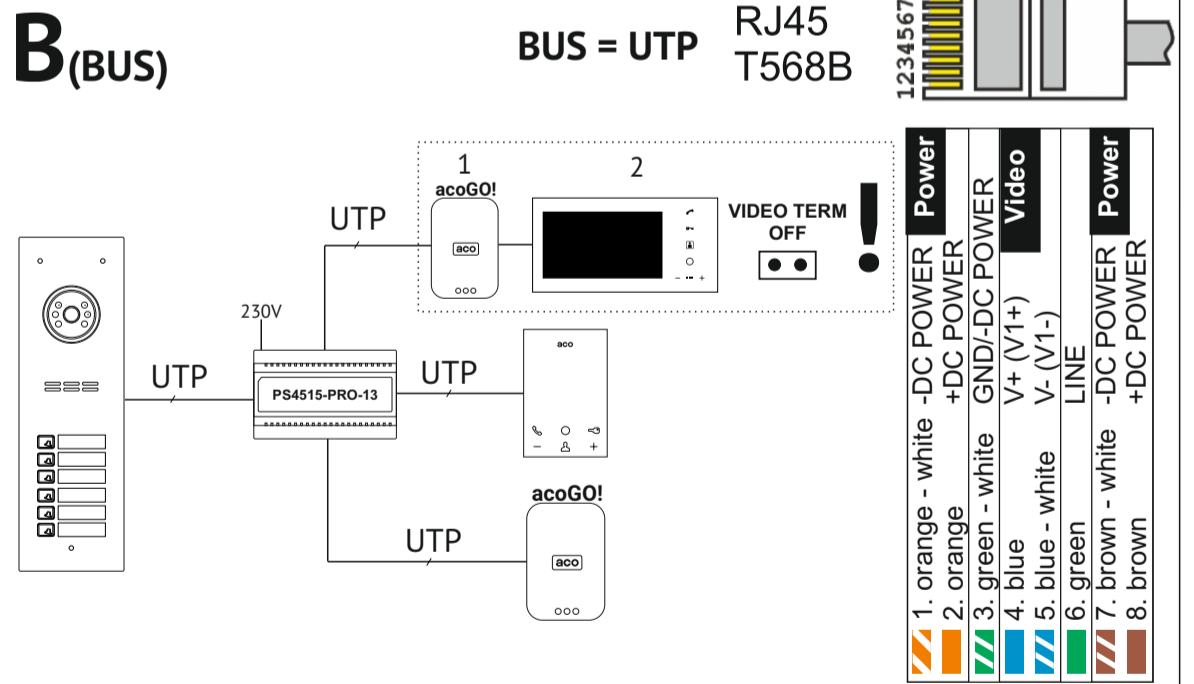 B(BUS)
BUS = UTP
RJ45
T568B
1234567
1
acoGO!
aco
2
- +
VIDEO TERM
OFF
!
UTP
230V
UTP
PS4515-PRO-13
UTP
aco
- +
UTP
acoGO!
aco
1. orange - white -DC POWER Power
2. orange +DC POWER
3. green - white GND/-DC POWER
4. blue V+ (V1+) Video
5. blue - white V- (V1-)
6. green LINE
7. brown - white -DC POWER Power
8. brown +DC POWER